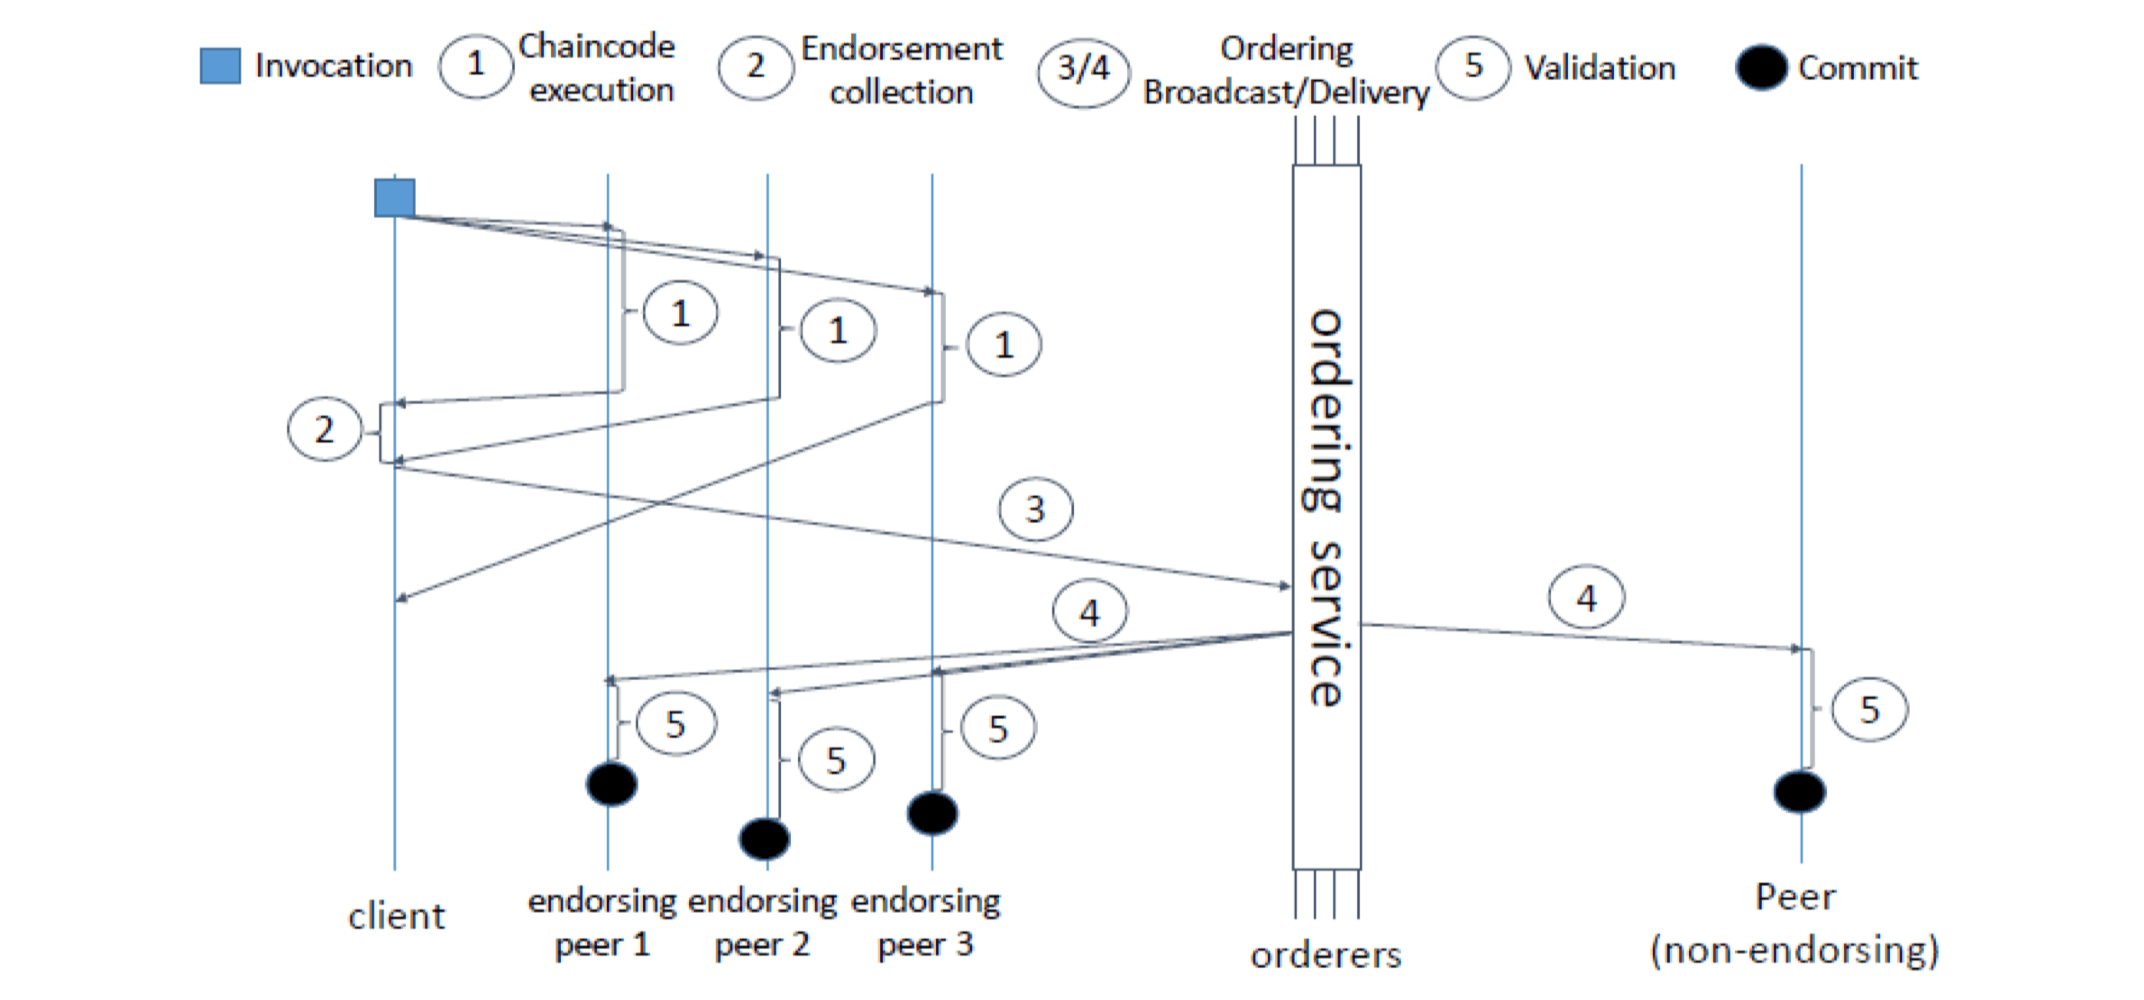 Invocation
1
Chaincode
execution
2
Endorsement
collection
3/4
Ordering
Broadcast/Delivery
5
Validation
Commit
1
1
1
2
3
4
4
5
5
5
5
ordering service
client
endorsing
peer 1
endorsing
peer 2
endorsing
peer 3
orderers
Peer
(non-endorsing)